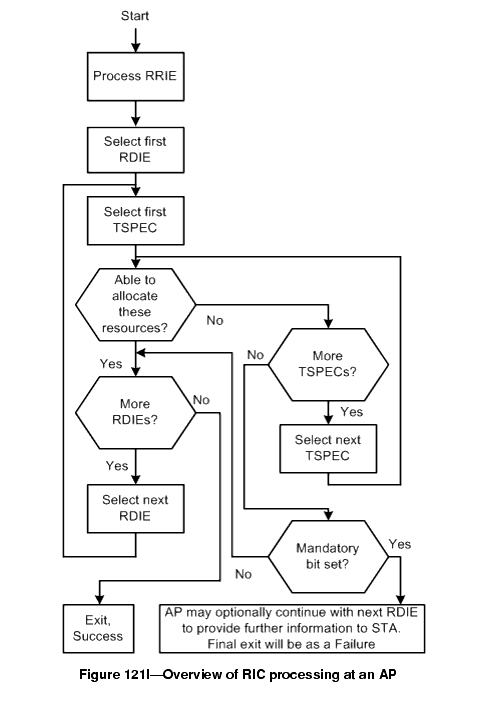 Start
Process RRIE
Select first
RDIE
Select first
TSPEC
Able to
allocate
these
resources?
No
Yes
No
More
TSPECs?
Yes
Select next
TSPEC
More
RDIEs?
No
Yes
Select next
RDIE
Mandatory
bit set?
Yes
No
Exit,
Success
AP may optionally continue with next RDIE
to provide further information to STA.
Final exit will be as a Failure
Figure 121l—Overview of RIC processing at an AP